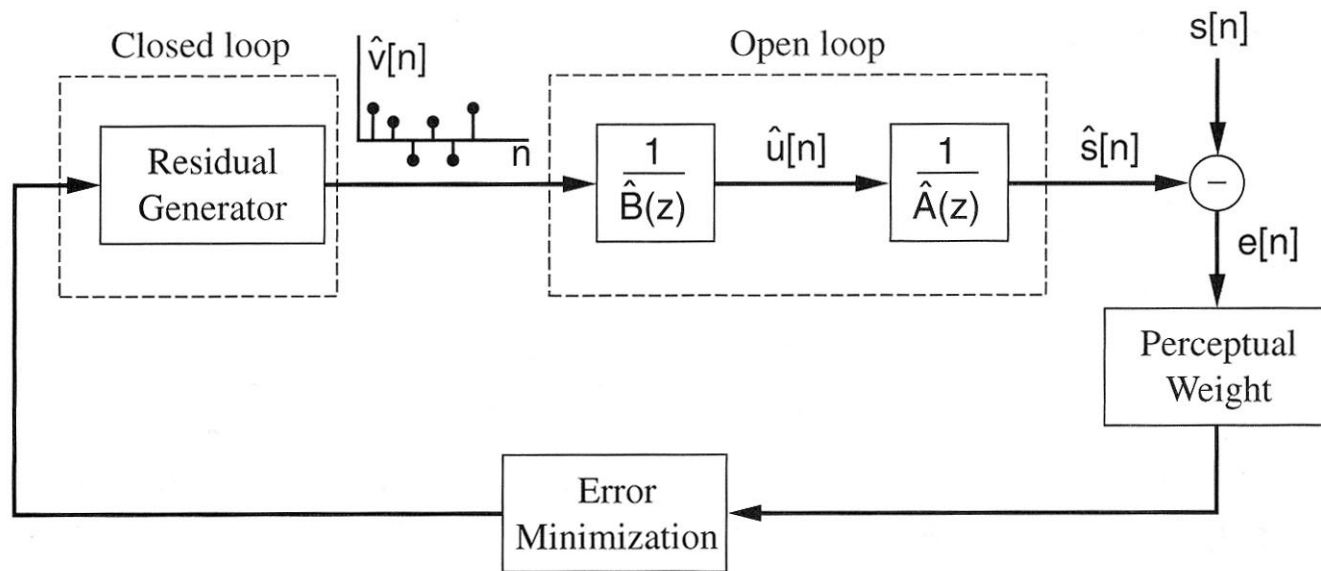 Closed loop
v̂[n]
n
Open loop
s[n]
Residual
Generator
1
B̂(z)
û[n]
1
Â(z)
ŝ[n]
−
e[n]
Perceptual
Weight
Error
Minimization